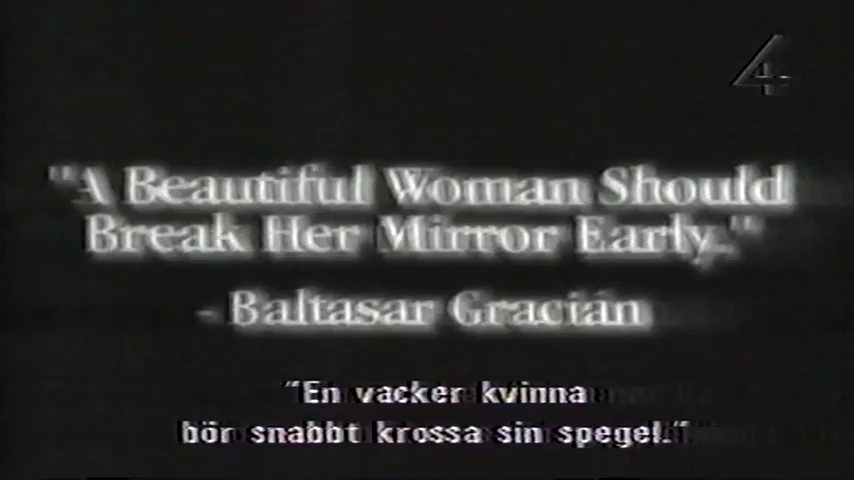 4
"A Beautiful Woman Should
Break Her Mirror Early."
- Baltasar Gracián
"En vacker kvinna
bör snabbt krossa sin spegel."